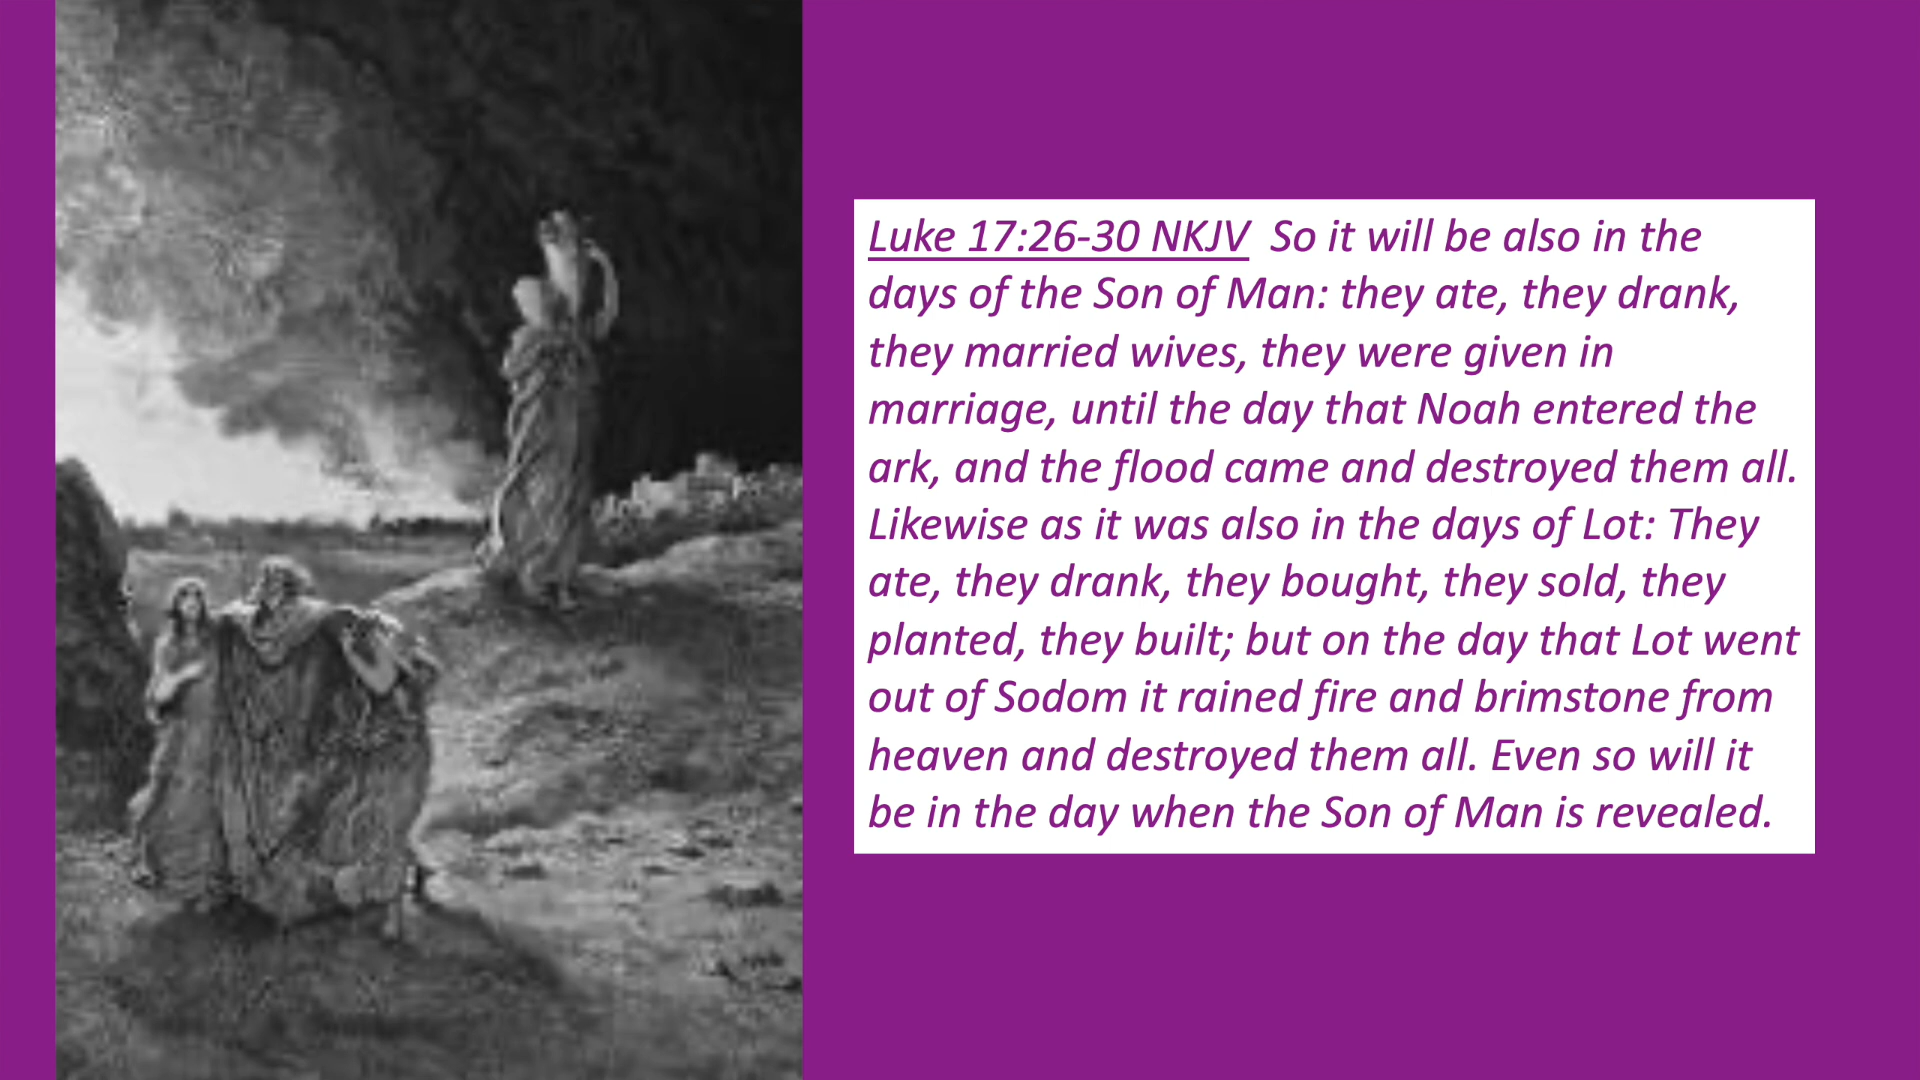 Luke 17:26-30 NKJV  So it will be also in the
days of the Son of Man: they ate, they drank,
they married wives, they were given in
marriage, until the day that Noah entered the
ark, and the flood came and destroyed them all.
Likewise as it was also in the days of Lot: They
ate, they drank, they bought, they sold, they
planted, they built; but on the day that Lot went
out of Sodom it rained fire and brimstone from
heaven and destroyed them all. Even so will it
be in the day when the Son of Man is revealed.